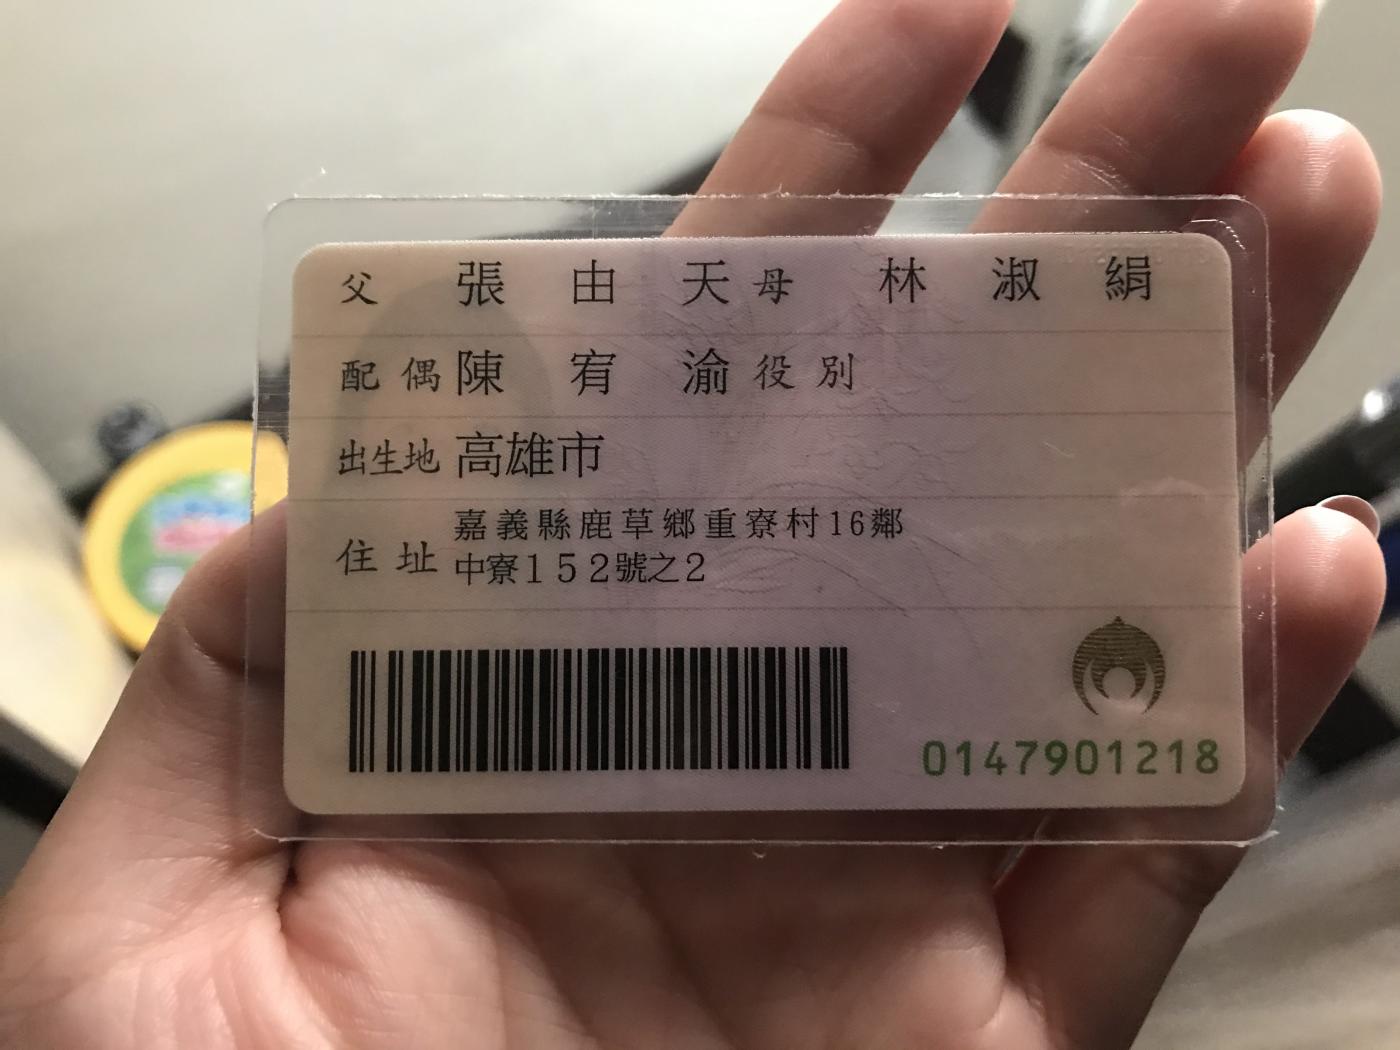 父 張由天 母 林淑絹
配偶 陳宥渝 役別
出生地 高雄市
住址 嘉義縣鹿草鄉重寮村16鄰
中寮152號之2
0147901218